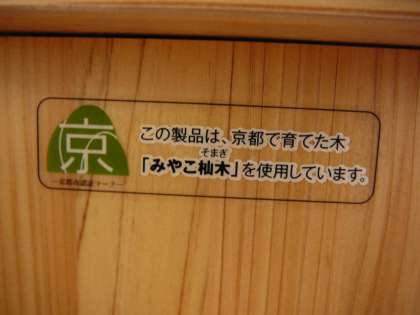 京
この製品は、京都で育てた木
そまぎ
「みやこ杣木」を使用しています。